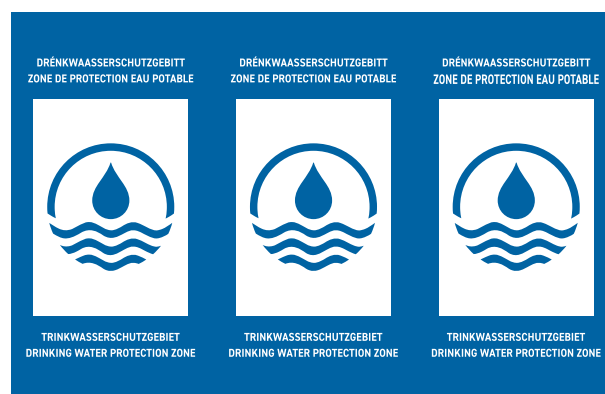 DRÉNKWAASSERSCHUTZGEBITT
ZONE DE PROTECTION EAU POTABLE
TRINKWASSERSCHUTZGEBIET
DRINKING WATER PROTECTION ZONE
DRÉNKWAASSERSCHUTZGEBITT
ZONE DE PROTECTION EAU POTABLE
TRINKWASSERSCHUTZGEBIET
DRINKING WATER PROTECTION ZONE
DRÉNKWAASSERSCHUTZGEBITT
ZONE DE PROTECTION EAU POTABLE
TRINKWASSERSCHUTZGEBIET
DRINKING WATER PROTECTION ZONE